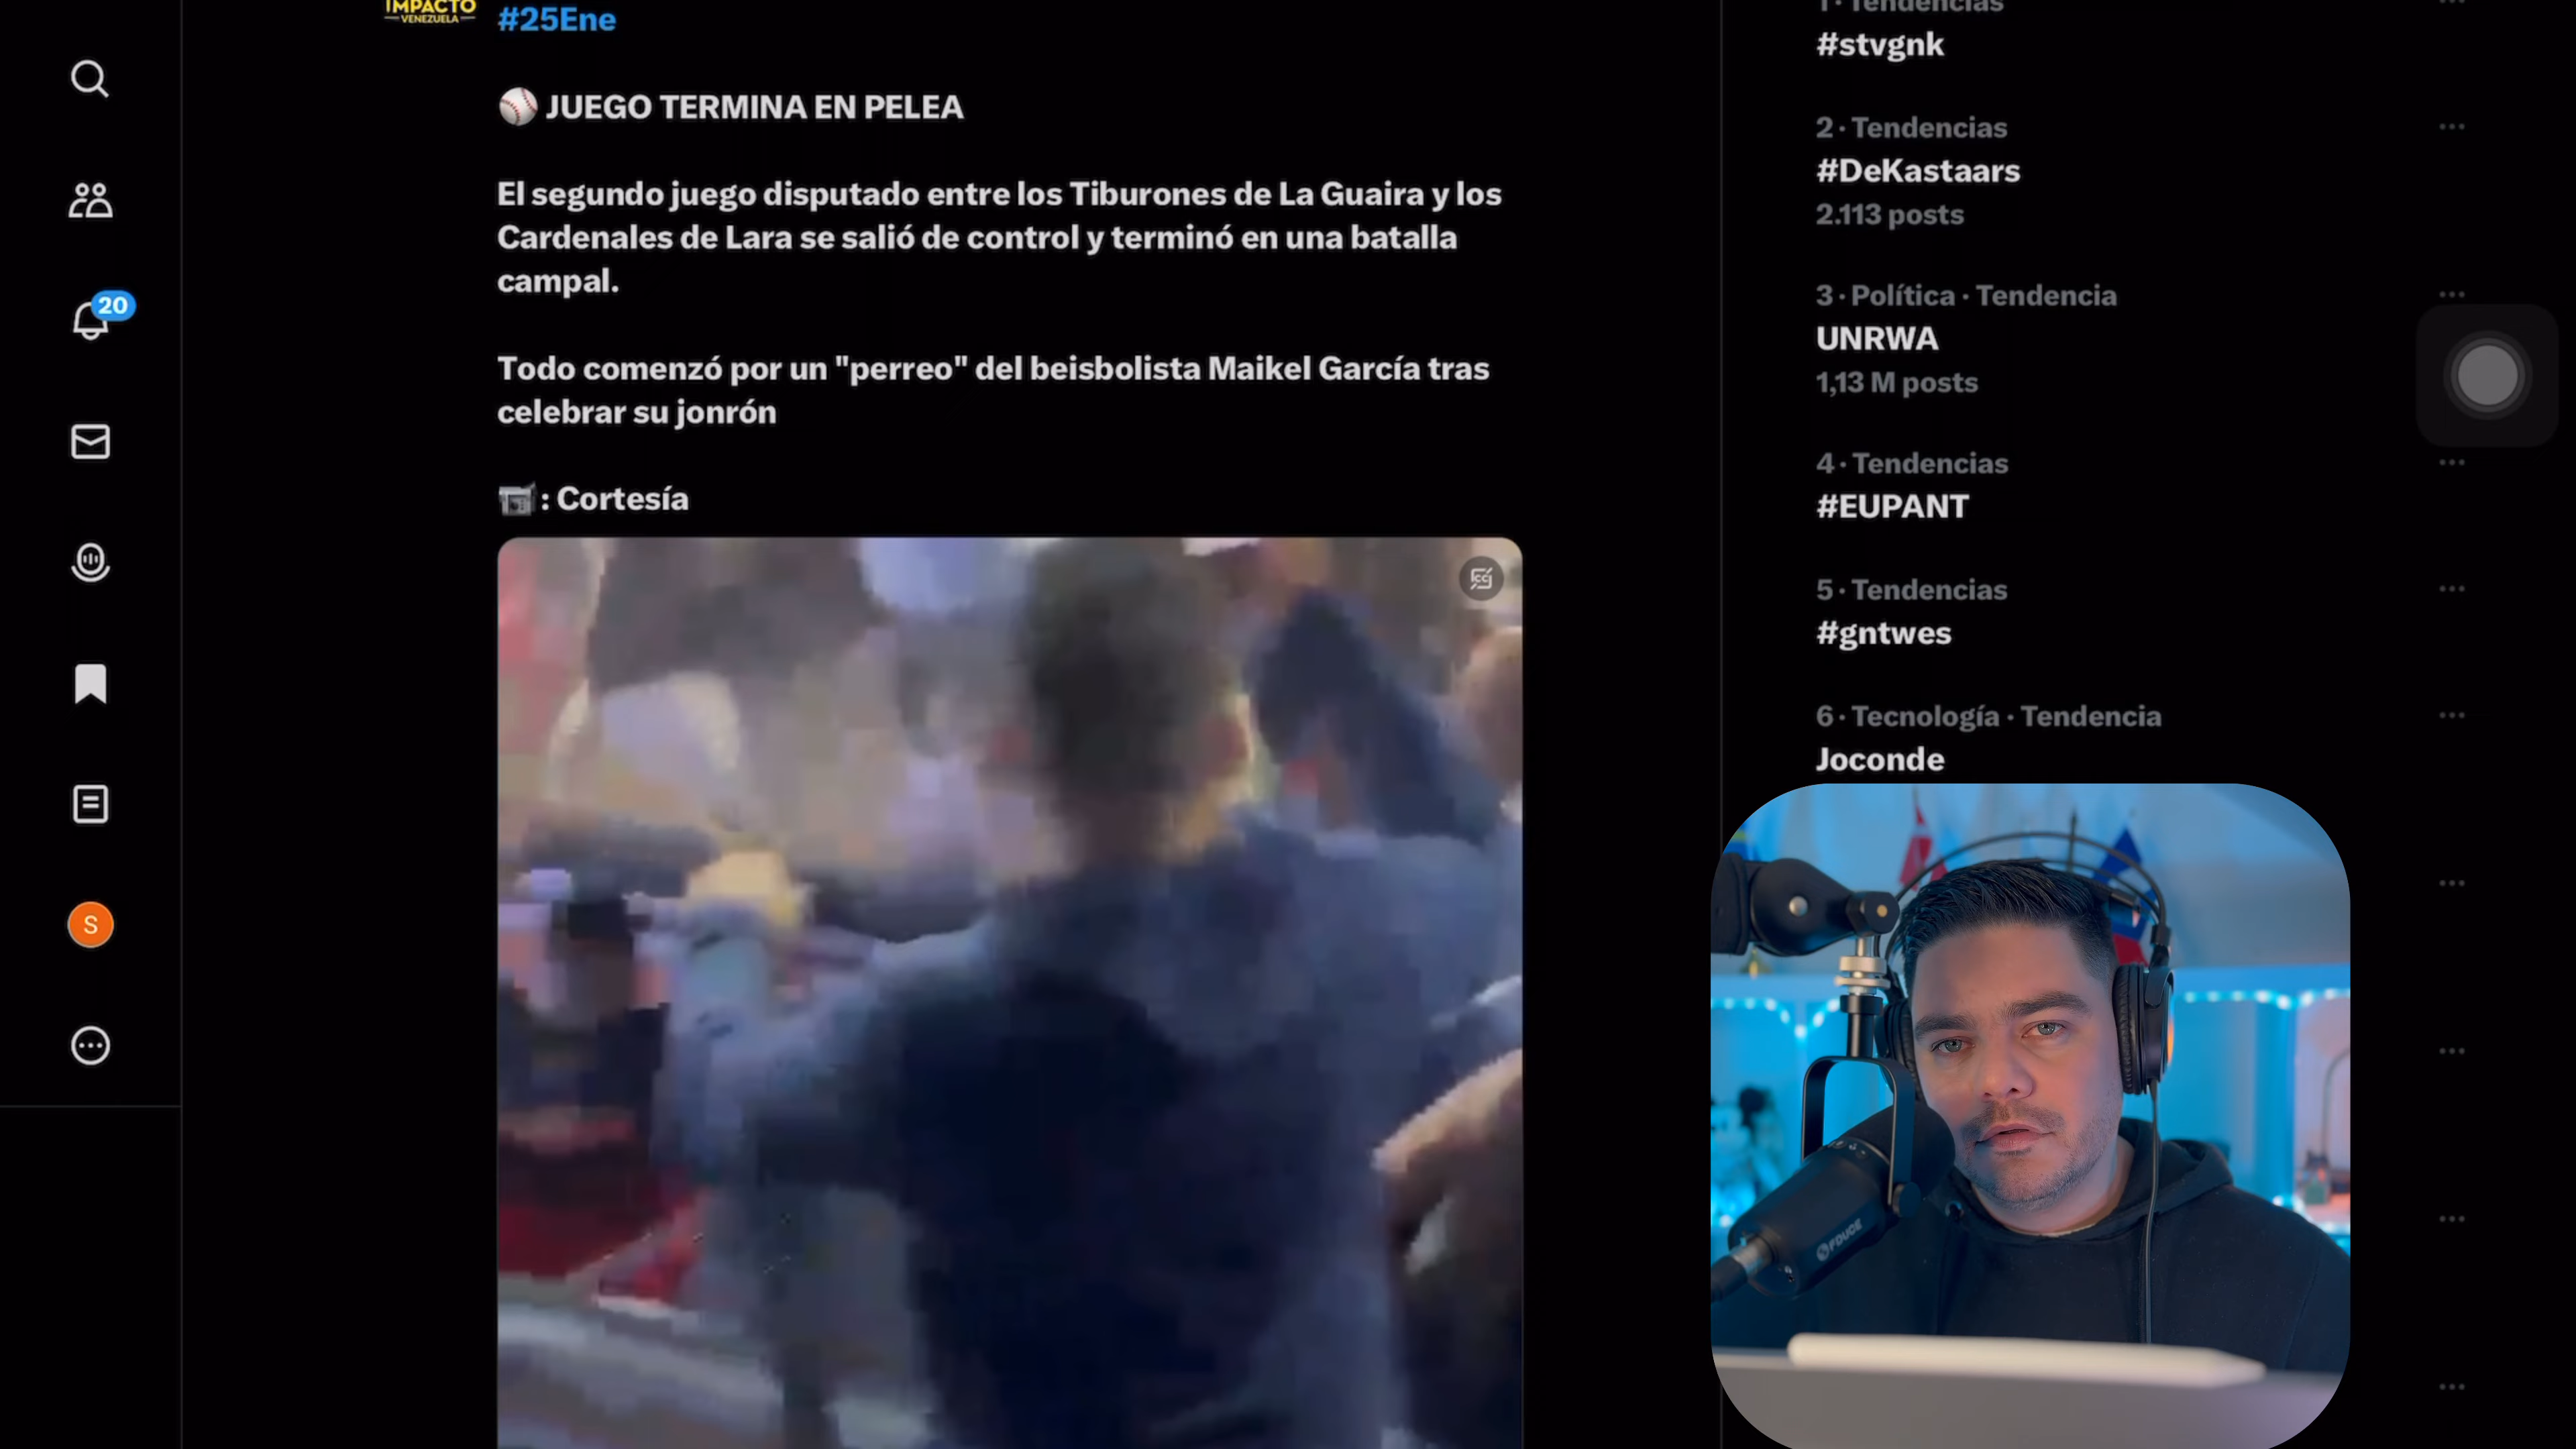 IMPACTO
VENEZUELA
#25Ene
JUEGO TERMINA EN PELEA
El segundo juego disputado entre los Tiburones de La Guaira y los
Cardenales de Lara se salió de control y terminó en una batalla
campal.
Todo comenzó por un "perreo" del beisbolista Maikel García tras
celebrar su jonrón
: Cortesía
20
S
1 · Tendencias
#stvgnk
2 · Tendencias
#DeKastaars
2.113 posts
3 · Política · Tendencia
UNRWA
1,13 M posts
4 · Tendencias
#EUPANT
5 · Tendencias
#gntwes
6 · Tecnología · Tendencia
Joconde
FDUCE